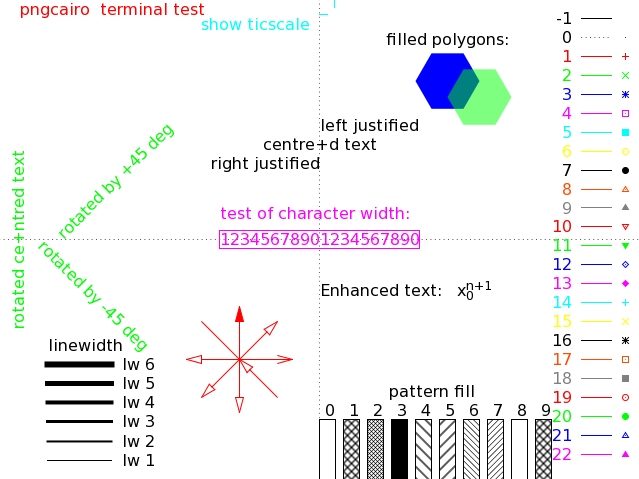 pngcairo  terminal test
show ticscale
filled polygons:
left justified
centre+d text
right justified
test of character width:
12345678901234567890
Enhanced text:   x₀ⁿ⁺¹
rotated ce+ntred text
rotated by +45 deg
rotated by -45 deg
linewidth
lw 6
lw 5
lw 4
lw 3
lw 2
lw 1
pattern fill
0 1 2 3 4 5 6 7 8 9
-1
0
1
2
3
4
5
6
7
8
9
10
11
12
13
14
15
16
17
18
19
20
21
22